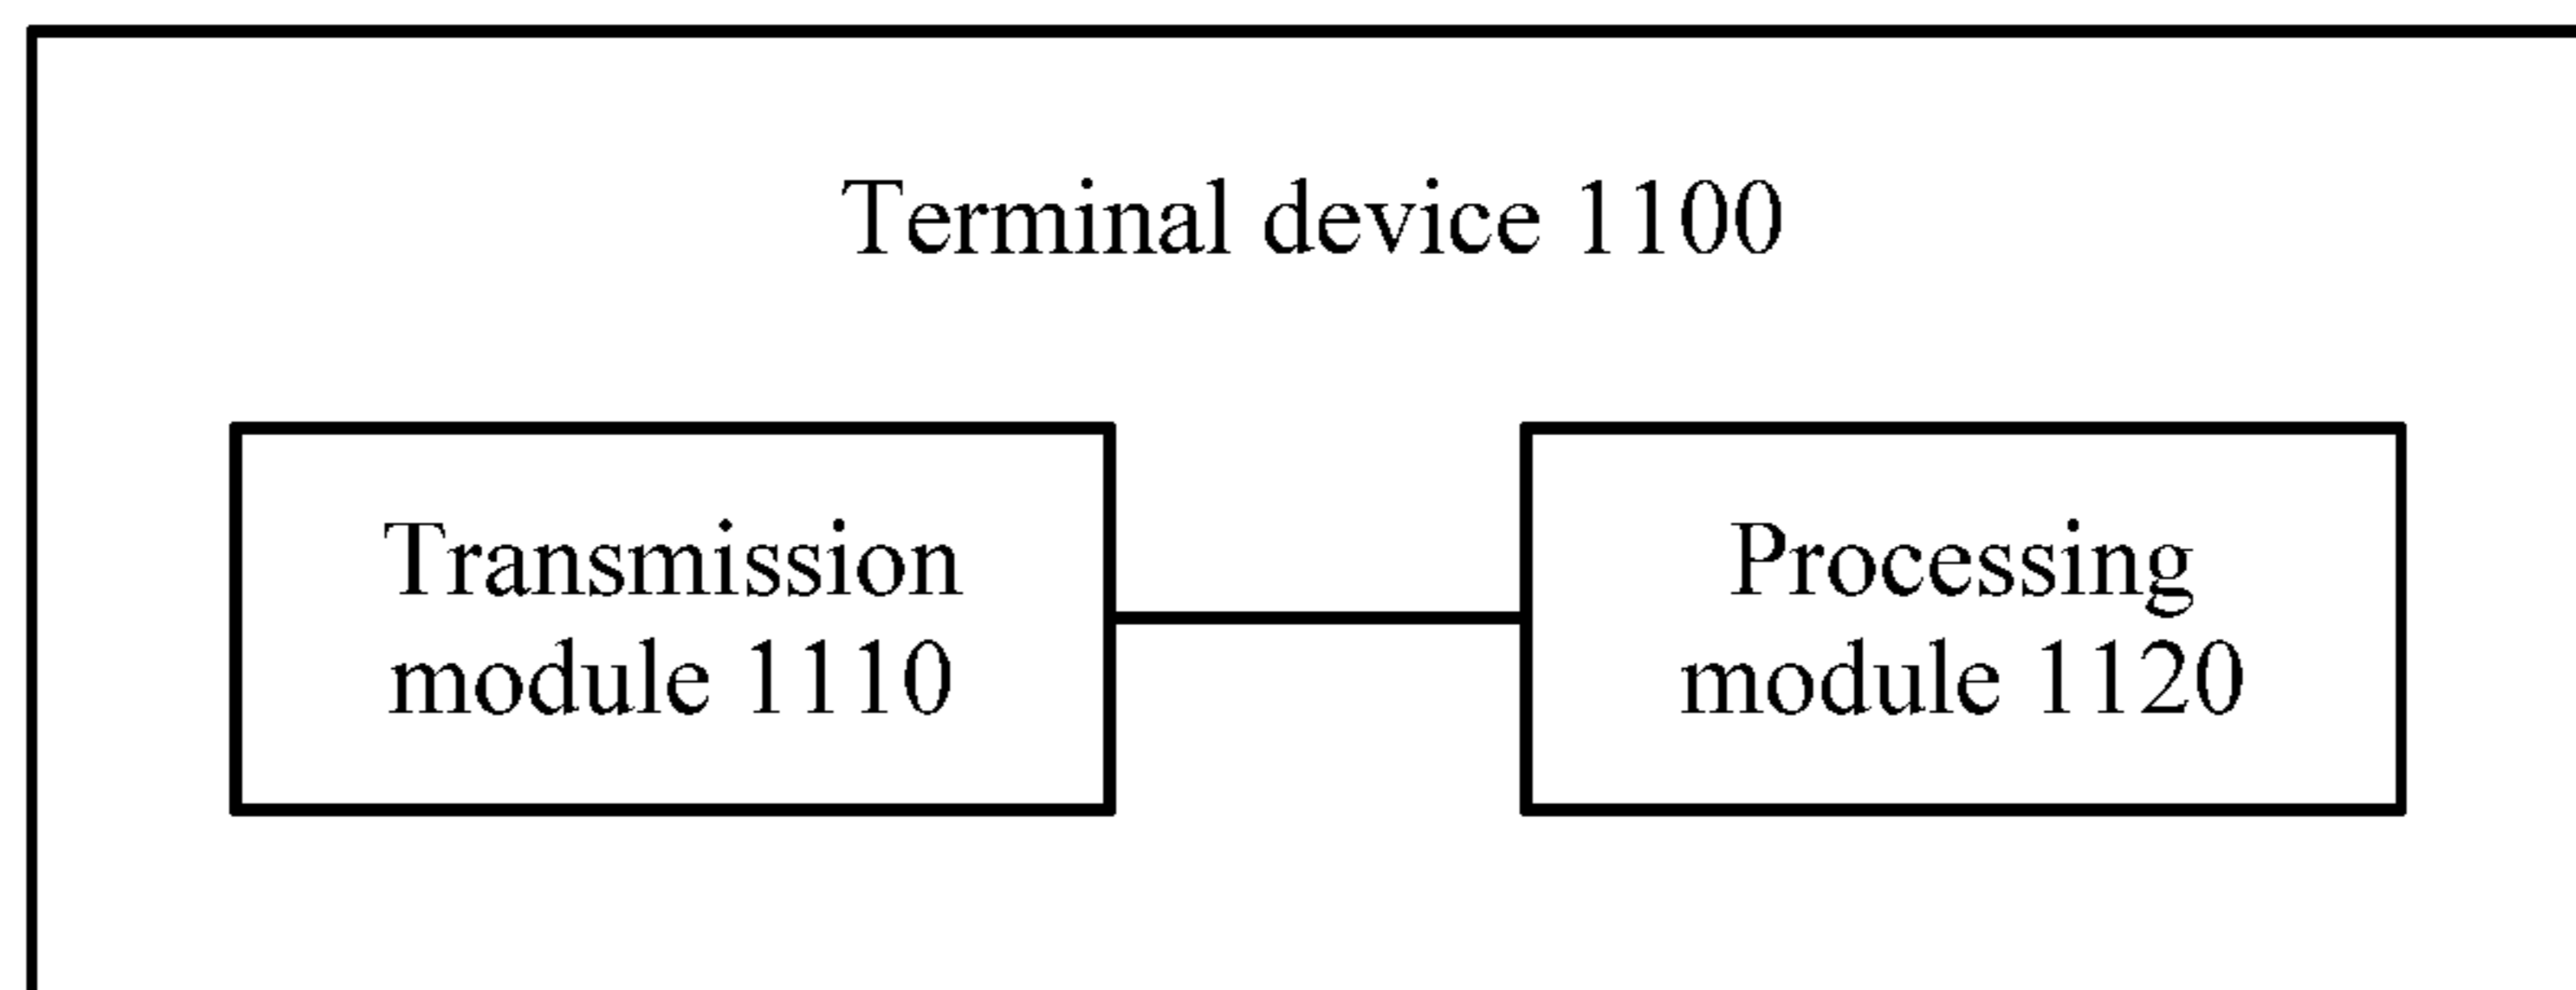 Terminal device 1100
Transmission
module 1110
Processing
module 1120